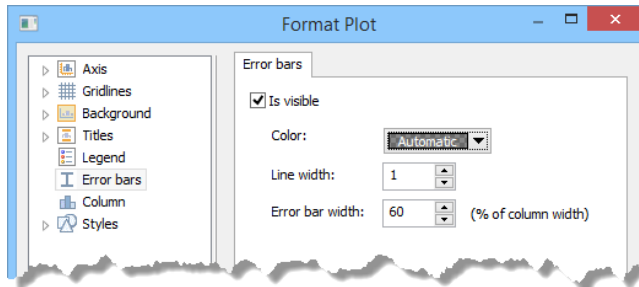 Format Plot
Axis
Gridlines
Background
Titles
Legend
Error bars
Column
Styles
Error bars
Is visible
Color: Automatic
Line width: 1
Error bar width: 60 (% of column width)